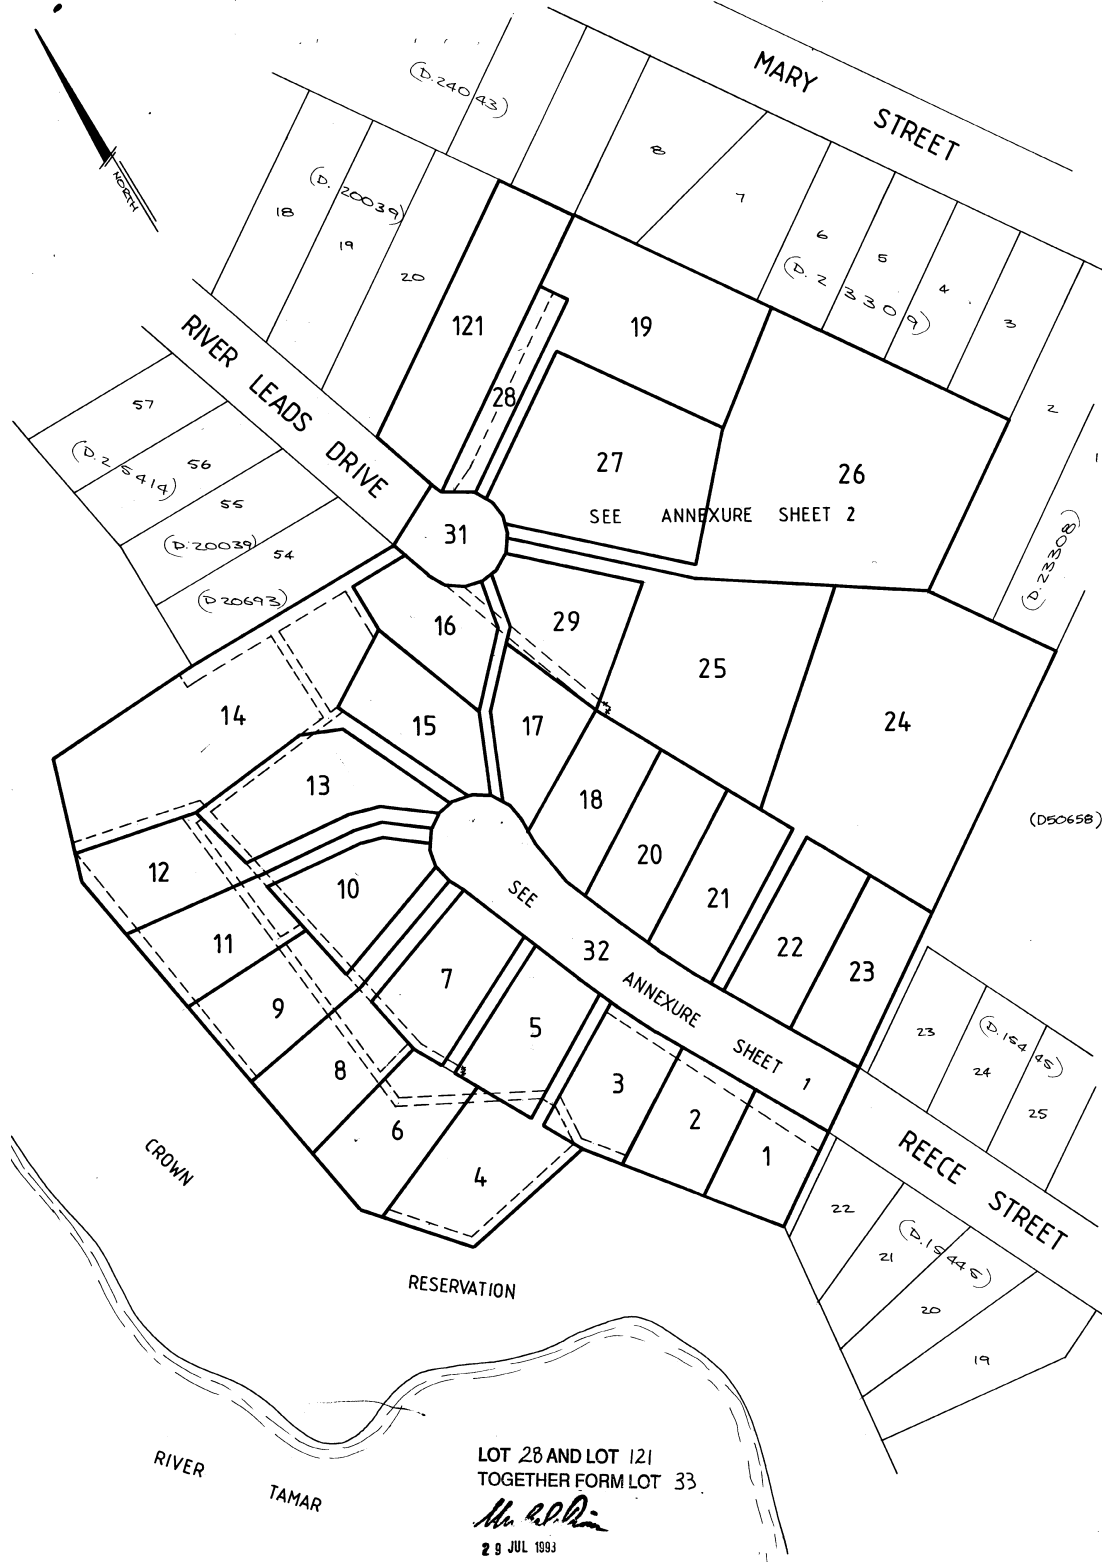 MARY STREET
(D.24043)
NORTH
18
(D.20039)
19
20
8
7
6
5
4
3
2
1
(D.23309)
(D.23308)
121
28
19
27
26
SEE ANNEXURE SHEET 2
RIVER LEADS DRIVE
57
(D.25414)
56
55
(D.20039)
54
(D20693)
31
16
29
25
24
14
15
17
13
18
(D50658)
12
10
20
21
SEE ANNEXURE SHEET 1
32
22
23
11
9
7
5
8
3
2
1
6
4
23
(D.15445)
24
25
REECE STREET
22
21
(D.15445)
20
19
CROWN
RESERVATION
RIVER TAMAR
LOT 28 AND LOT 121
TOGETHER FORM LOT 33.
29 JUL 1993